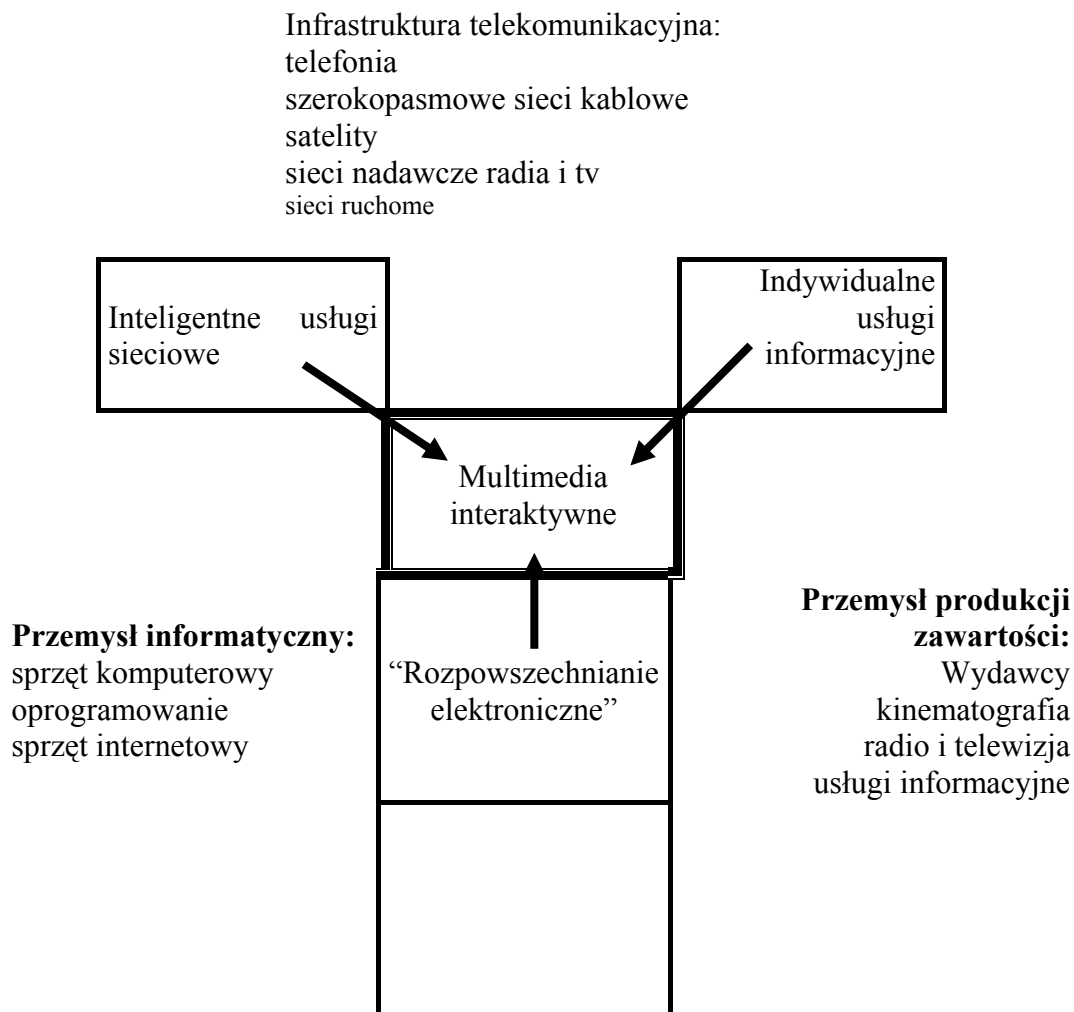 Infrastruktura telekomunikacyjna:
telefonia
szerokopasmowe sieci kablowe
satelity
sieci nadawcze radia i tv
sieci ruchome
Inteligentne usługi
sieciowe
Indywidualne
usługi
informacyjne
Multimedia
interaktywne
Przemysł informatyczny:
sprzęt komputerowy
oprogramowanie
sprzęt internetowy
“Rozpowszechnianie
elektroniczne”
Przemysł produkcji
zawartości:
Wydawcy
kinematografia
radio i telewizja
usługi informacyjne